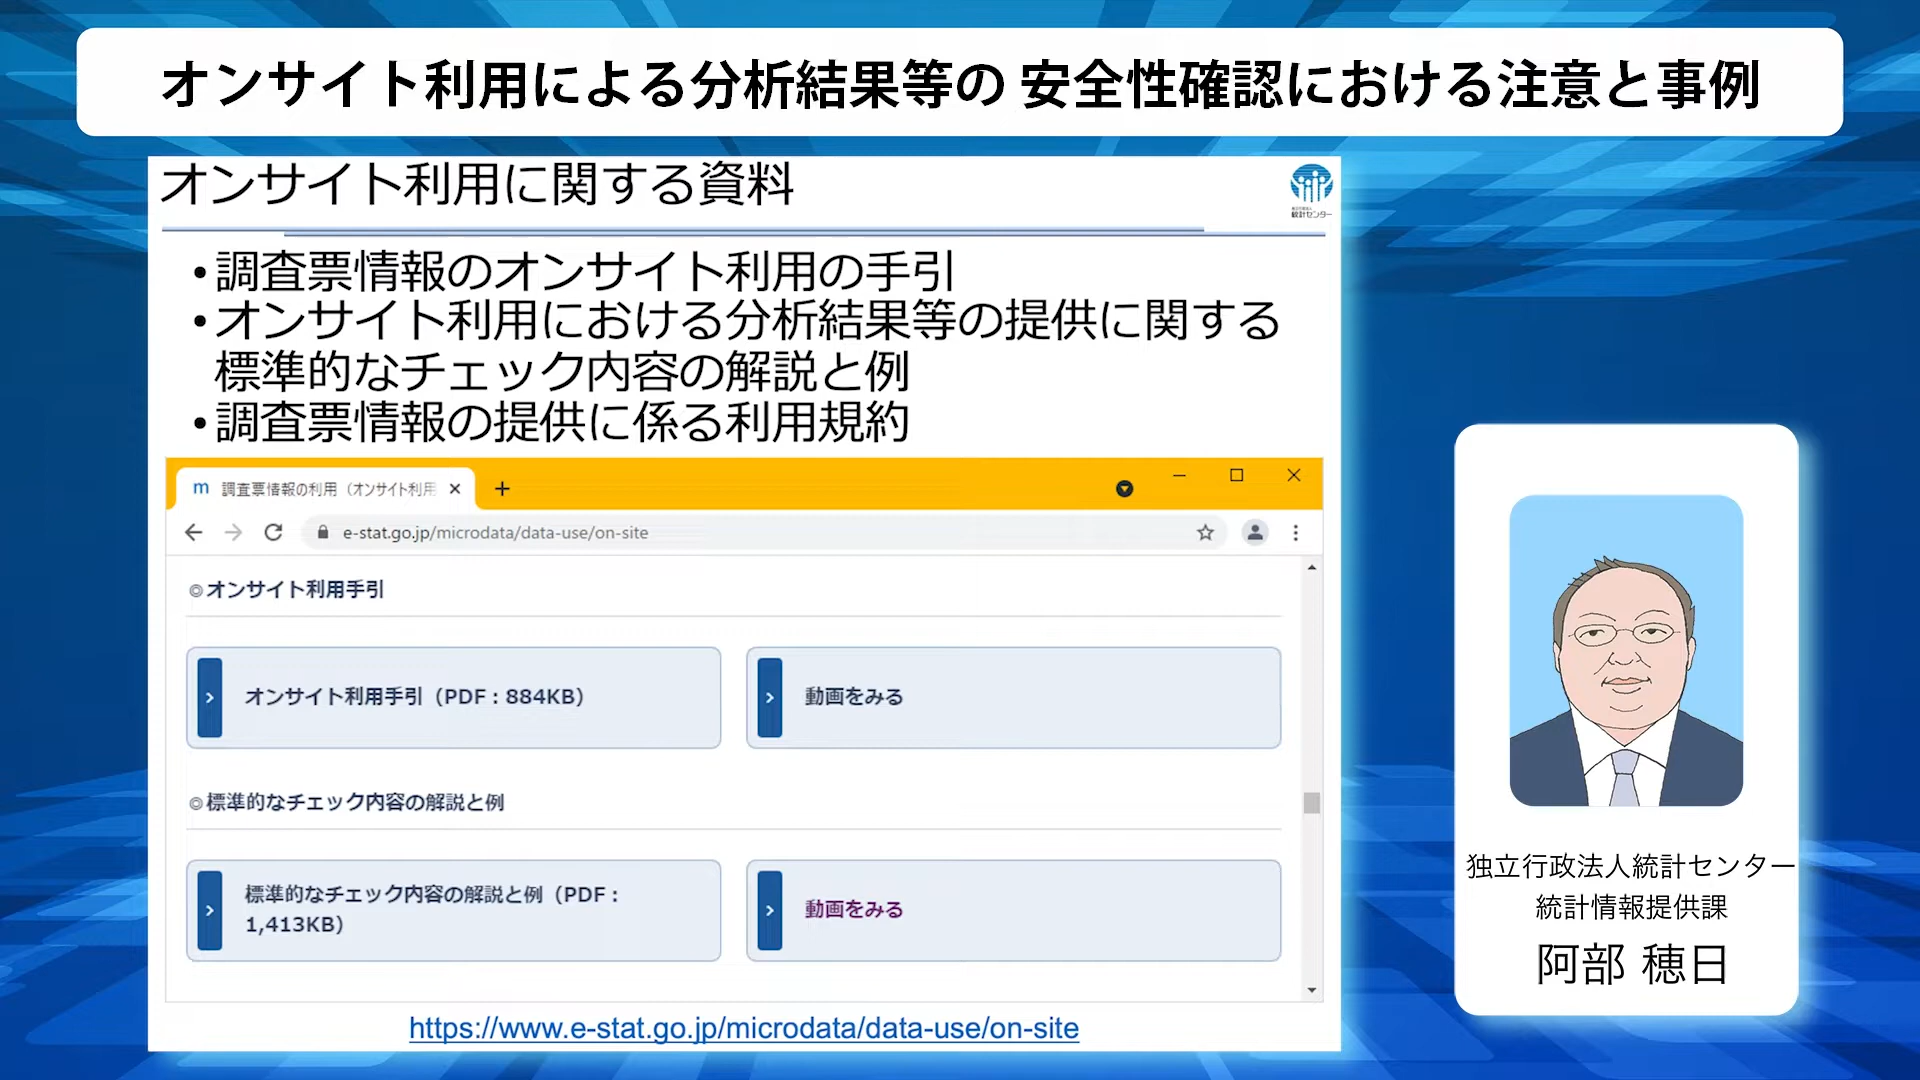 オンサイト利用による分析結果等の 安全性確認における注意と事例
オンサイト利用に関する資料
統計センター
•調査票情報のオンサイト利用の手引
•オンサイト利用における分析結果等の提供に関する
標準的なチェック内容の解説と例
•調査票情報の提供に係る利用規約
m 調査票情報の利用（オンサイト利用
e-stat.go.jp/microdata/data-use/on-site
◎オンサイト利用手引
オンサイト利用手引（PDF：884KB）
動画をみる
◎標準的なチェック内容の解説と例
標準的なチェック内容の解説と例（PDF：
1,413KB）
動画をみる
https://www.e-stat.go.jp/microdata/data-use/on-site
独立行政法人統計センター
統計情報提供課
阿部 穂日